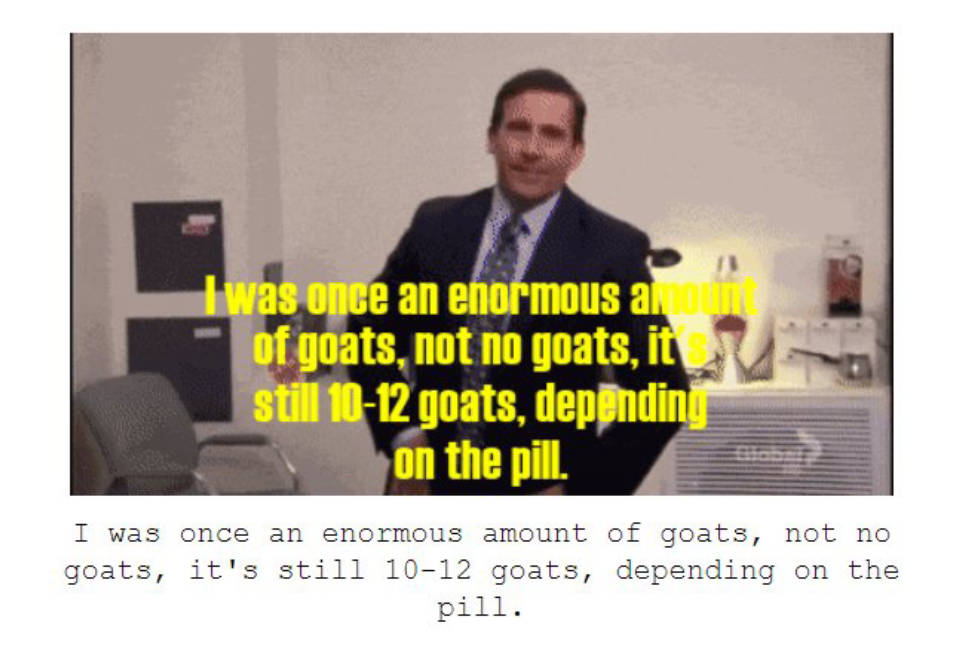 I was once an enormous amount
of goats, not no goats, it's
still 10-12 goats, depending
on the pill.
Global
I was once an enormous amount of goats, not no
goats, it's still 10-12 goats, depending on the
pill.